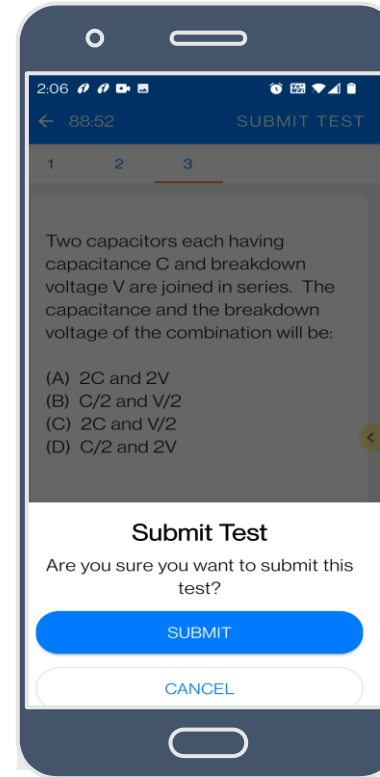 2:06
88:52 SUBMIT TEST
1 2 3
Two capacitors each having
capacitance C and breakdown
voltage V are joined in series. The
capacitance and the breakdown
voltage of the combination will be:
(A) 2C and 2V
(B) C/2 and V/2
(C) 2C and V/2
(D) C/2 and 2V
Submit Test
Are you sure you want to submit this
test?
SUBMIT
CANCEL